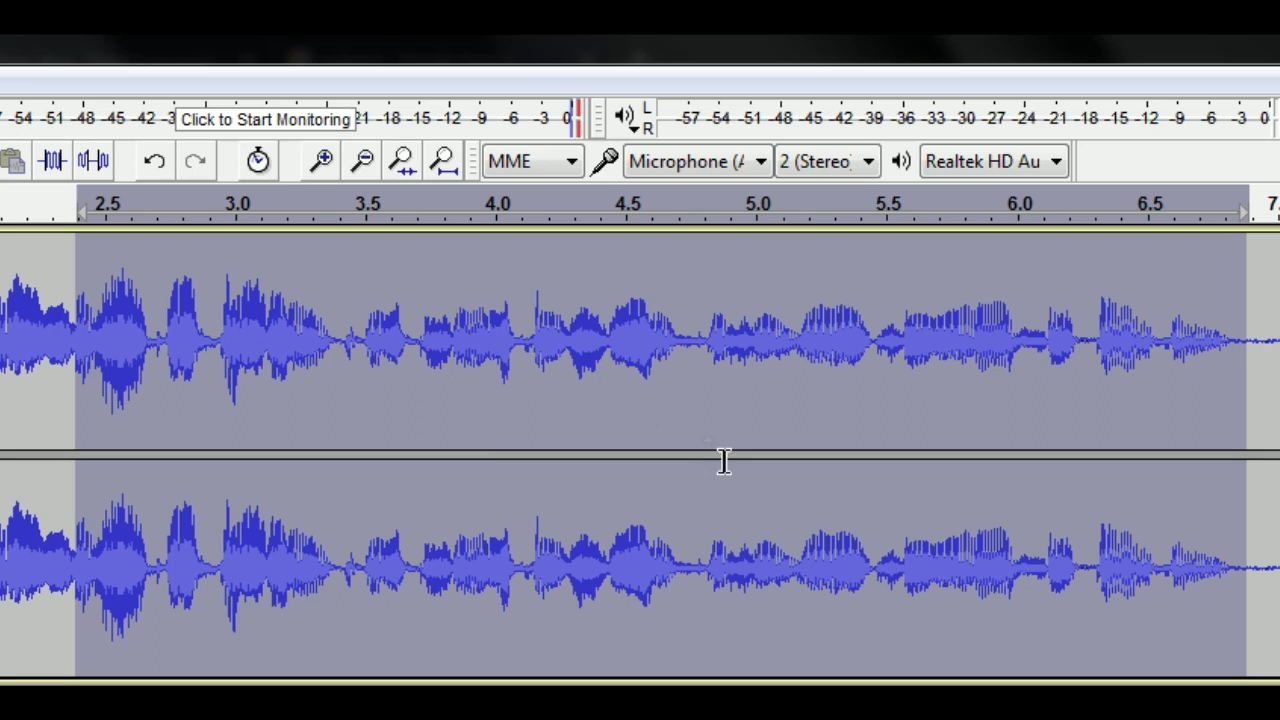 -54 -51 -48 -45 -42 -3 Click to Start Monitoring 21 -18 -15 -12 -9 -6 -3 0 L -57 -54 -51 -48 -45 -42 -39 -36 -33 -30 -27 -24 -21 -18 -15 -12 -9 -6 -3 0
R
MME Microphone (A 2 (Stereo) Realtek HD Au
2.5 3.0 3.5 4.0 4.5 5.0 5.5 6.0 6.5 7.